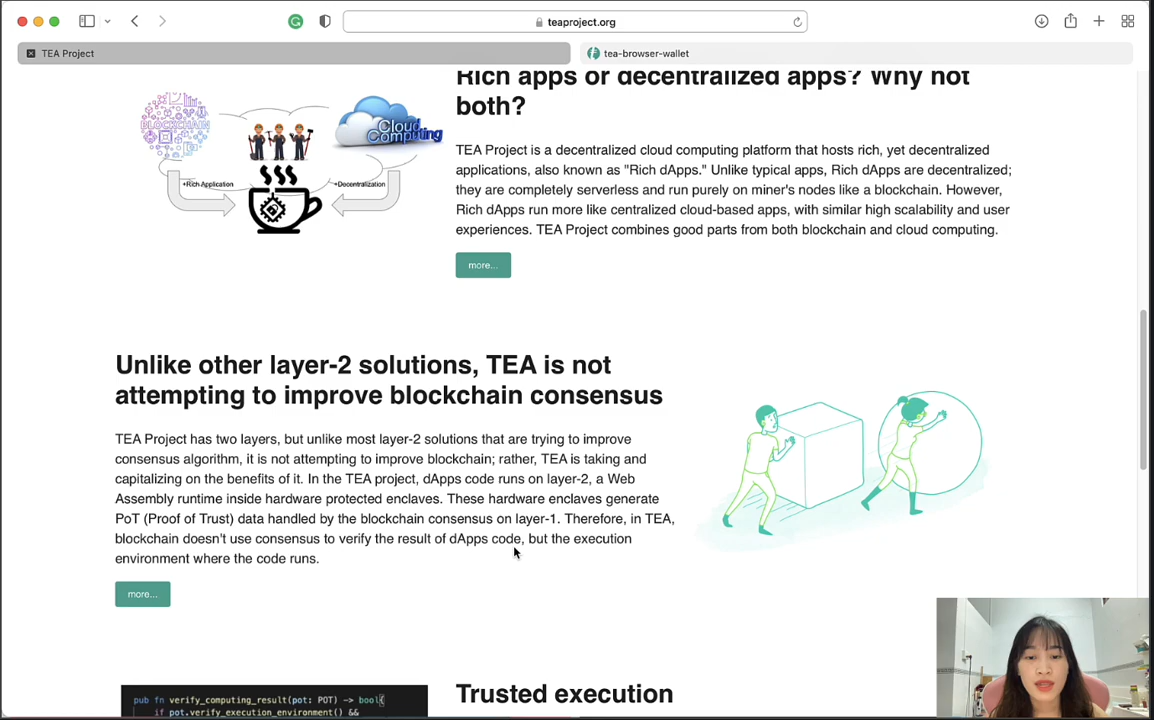 teaproject.org
TEA Project
tea-browser-wallet
Rich apps or decentralized apps? Why not
both?
BLOCKCHAIN
Cloud
Computing
+Rich Application
+Decentralization
TEA Project is a decentralized cloud computing platform that hosts rich, yet decentralized
applications, also known as "Rich dApps." Unlike typical apps, Rich dApps are decentralized;
they are completely serverless and run purely on miner's nodes like a blockchain. However,
Rich dApps run more like centralized cloud-based apps, with similar high scalability and user
experiences. TEA Project combines good parts from both blockchain and cloud computing.
more...
Unlike other layer-2 solutions, TEA is not
attempting to improve blockchain consensus
TEA Project has two layers, but unlike most layer-2 solutions that are trying to improve
consensus algorithm, it is not attempting to improve blockchain; rather, TEA is taking and
capitalizing on the benefits of it. In the TEA project, dApps code runs on layer-2, a Web
Assembly runtime inside hardware protected enclaves. These hardware enclaves generate
PoT (Proof of Trust) data handled by the blockchain consensus on layer-1. Therefore, in TEA,
blockchain doesn't use consensus to verify the result of dApps code, but the execution
environment where the code runs.
more...
pub fn verify_computing_result(pot: POT) -> bool{
if pot.verify_execution_environment() &&
Trusted execution